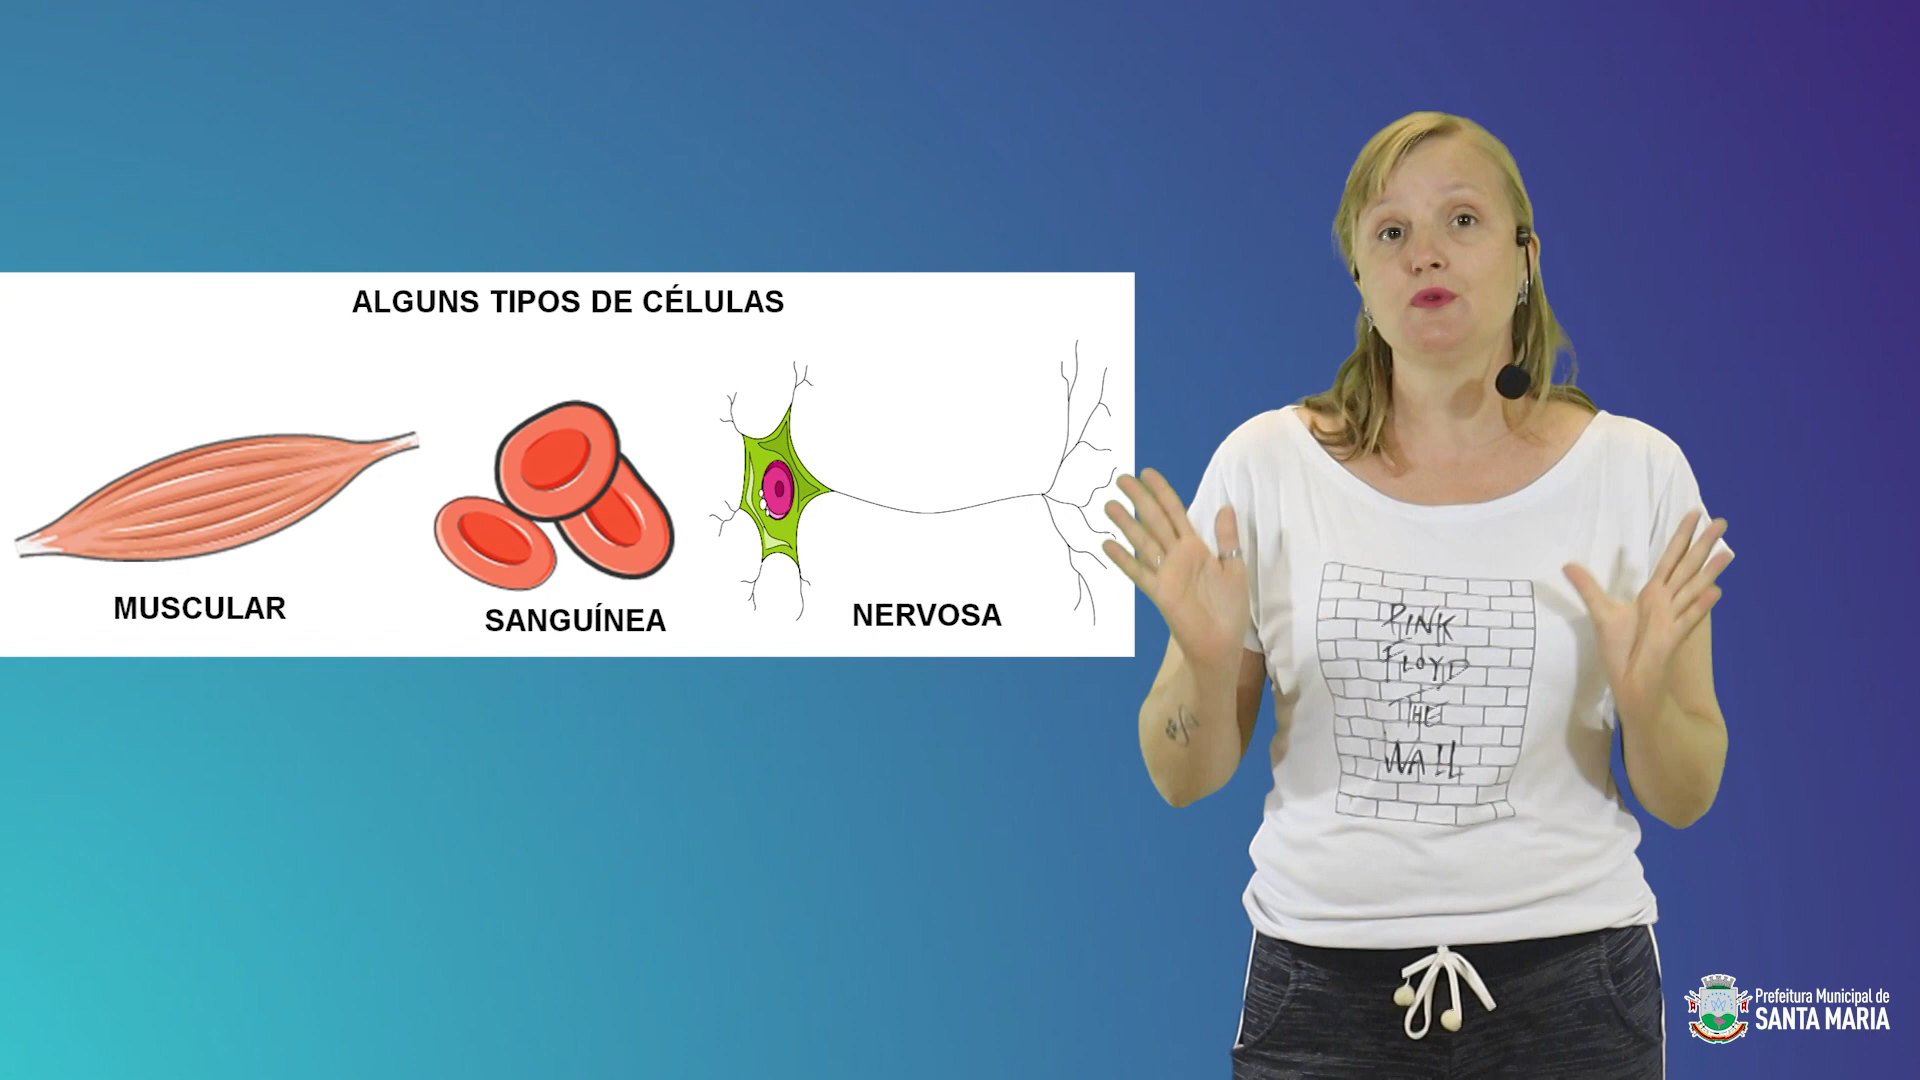 ALGUNS TIPOS DE CÉLULAS
MUSCULAR
SANGUÍNEA
NERVOSA
PINK
FLOYD
THE
WALL
Prefeitura Municipal de
SANTA MARIA